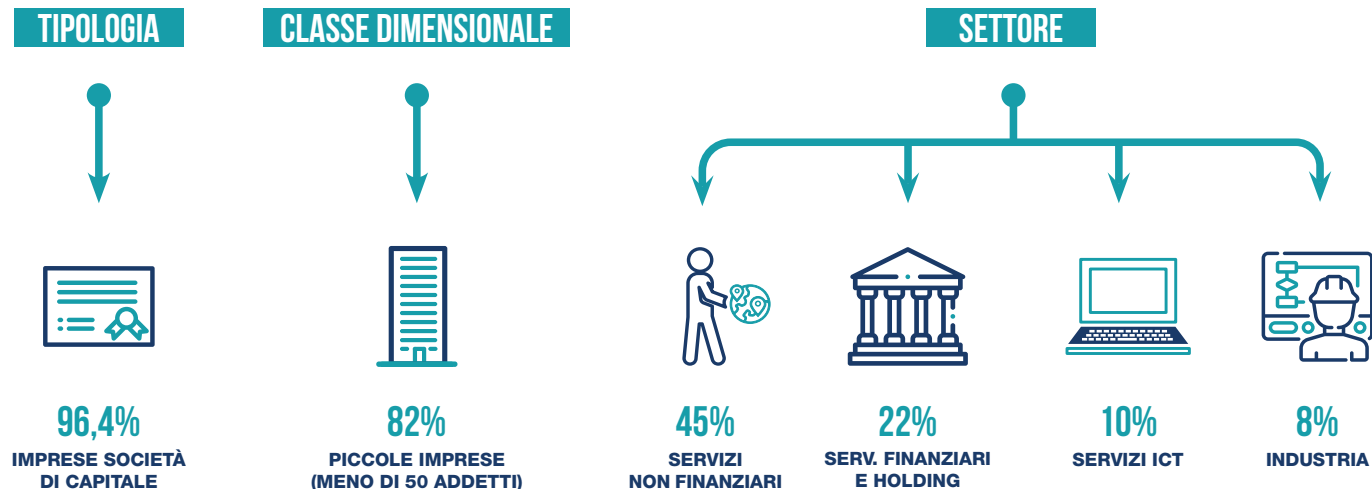 TIPOLOGIA
CLASSE DIMENSIONALE
SETTORE
96,4%
IMPRESE SOCIETÀ
DI CAPITALE
82%
PICCOLE IMPRESE
(MENO DI 50 ADDETTI)
45%
SERVIZI
NON FINANZIARI
22%
SERV. FINANZIARI
E HOLDING
10%
SERVIZI ICT
8%
INDUSTRIA